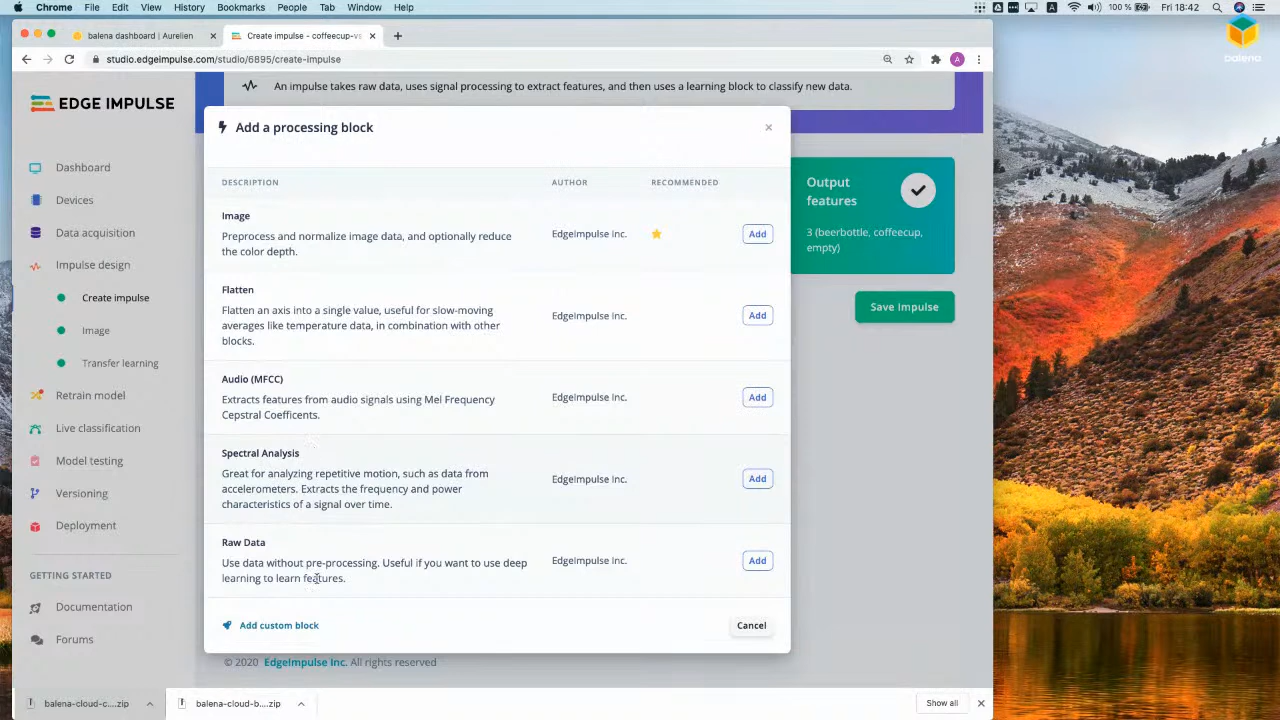 Chrome File Edit View History Bookmarks People Tab Window Help
A 100 % Fri 18:42
balena dashboard | Aurelien
Create impulse - coffeecup-vs
balena
studio.edgeimpulse.com/studio/6895/create-impulse
A
EDGE IMPULSE
An impulse takes raw data, uses signal processing to extract features, and then uses a learning block to classify new data.
Dashboard
Devices
Data acquisition
Impulse design
Create impulse
Image
Transfer learning
Retrain model
Live classification
Model testing
Versioning
Deployment
GETTING STARTED
Documentation
Forums
Add a processing block
DESCRIPTION AUTHOR RECOMMENDED
Image
Preprocess and normalize image data, and optionally reduce
the color depth.
EdgeImpulse Inc.
Add
Flatten
Flatten an axis into a single value, useful for slow-moving
averages like temperature data, in combination with other
blocks.
EdgeImpulse Inc.
Add
Audio (MFCC)
Extracts features from audio signals using Mel Frequency
Cepstral Coefficents.
EdgeImpulse Inc.
Add
Spectral Analysis
Great for analyzing repetitive motion, such as data from
accelerometers. Extracts the frequency and power
characteristics of a signal over time.
EdgeImpulse Inc.
Add
Raw Data
Use data without pre-processing. Useful if you want to use deep
learning to learn features.
EdgeImpulse Inc.
Add
Add custom block
Cancel
Output
features
3 (beerbottle, coffeecup,
empty)
Save Impulse
© 2020 EdgeImpulse Inc. All rights reserved
balena-cloud-c....zip
balena-cloud-b....zip
Show all